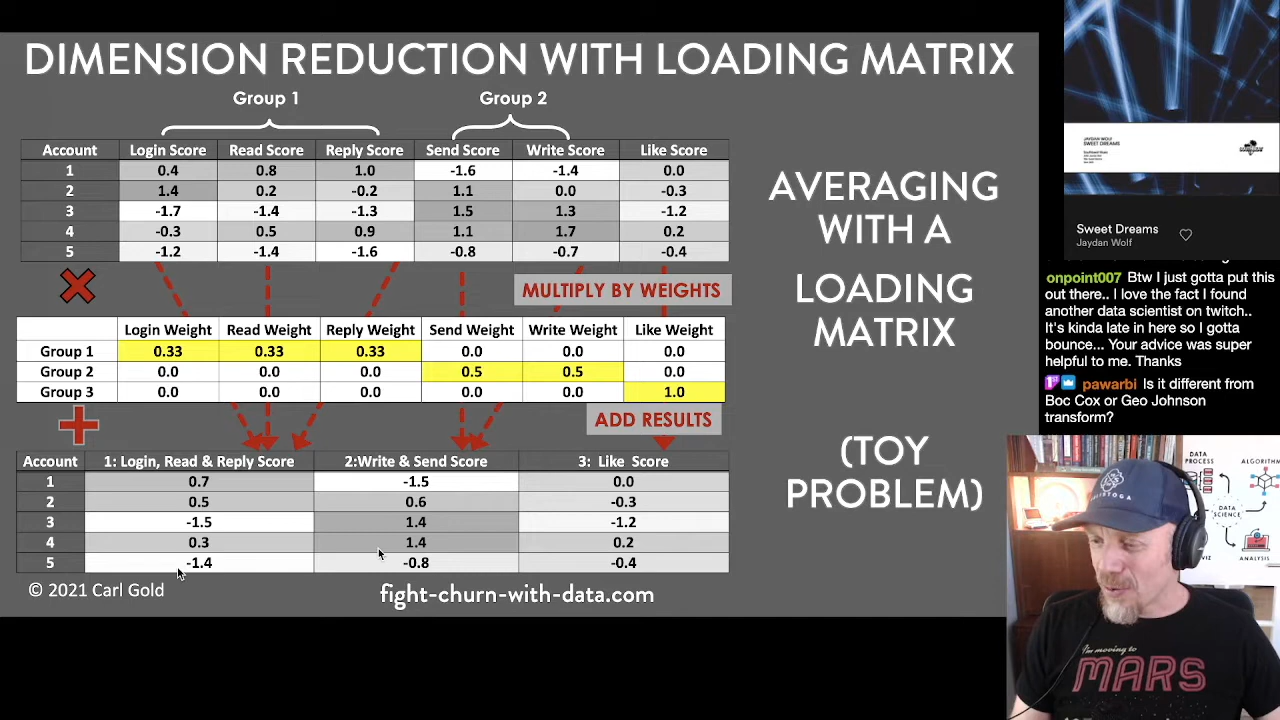 DIMENSION REDUCTION WITH LOADING MATRIX
Group 1 Group 2
Account Login Score Read Score Reply Score Send Score Write Score Like Score
1 0.4 0.8 1.0 -1.6 -1.4 0.0
2 1.4 0.2 -0.2 1.1 0.0 -0.3
3 -1.7 -1.4 -1.3 1.5 1.3 -1.2
4 -0.3 0.5 0.9 1.1 1.7 0.2
5 -1.2 -1.4 -1.6 -0.8 -0.7 -0.4
MULTIPLY BY WEIGHTS
Login Weight Read Weight Reply Weight Send Weight Write Weight Like Weight
Group 1 0.33 0.33 0.33 0.0 0.0 0.0
Group 2 0.0 0.0 0.0 0.5 0.5 0.0
Group 3 0.0 0.0 0.0 0.0 0.0 1.0
ADD RESULTS
Account 1: Login, Read & Reply Score 2:Write & Send Score 3: Like Score
1 0.7 -1.5 0.0
2 0.5 0.6 -0.3
3 -1.5 1.4 -1.2
4 0.3 1.4 0.2
5 -1.4 -0.8 -0.4
© 2021 Carl Gold
fight-churn-with-data.com
AVERAGING
WITH A
LOADING
MATRIX
(TOY
PROBLEM)
JAYDAN WOLF
SWEET DREAMS
Sweet Dreams
Jaydan Wolf
onpoint007 Btw I just gotta put this
out there.. I love the fact I found
another data scientist on twitch..
It's kinda late in here so I gotta
bounce... Your advice was super
helpful to me. Thanks
pawarbi Is it different from
Boc Cox or Geo Johnson
transform?
DATA
PROCESS
ALGORITHM
DATA
SCIENCE
ANALYSIS
I'm moving to
MARS